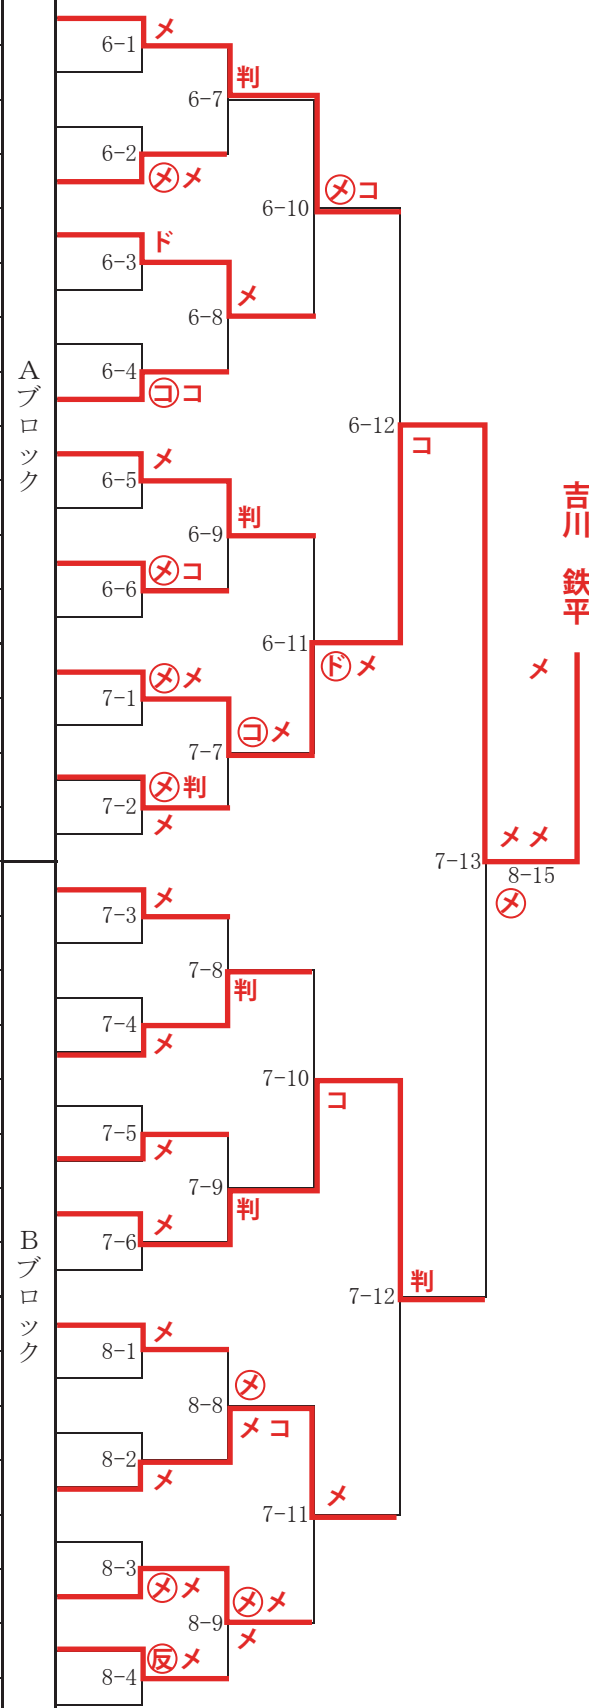 メ
6-1
判
6-7
6-2
㋱メ
㋱コ
6-10
ド
6-3
メ
6-8
Aブロック
6-4
㋙コ
6-12
コ
メ
6-5
判
6-9
吉川 鉄平
㋱コ
6-6
6-11
㋣゙メ
メ
㋱メ
7-1
㋙メ
7-7
㋱判
7-2
メ
メメ
7-13
8-15
㋱
メ
7-3
7-8
判
7-4
メ
7-10
コ
7-5
メ
7-9
判
メ
7-6
Bブロック
判
7-12
メ
8-1
㋱
8-8
メコ
8-2
メ
メ
7-11
8-3
㋱メ
㋱メ
8-9
メ
反メ
8-4